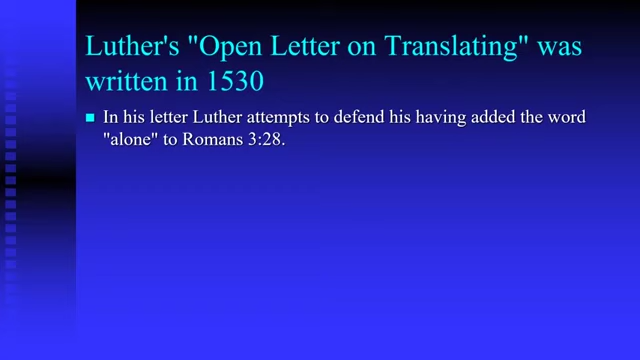 Luther's "Open Letter on Translating" was
written in 1530
In his letter Luther attempts to defend his having added the word
"alone" to Romans 3:28.